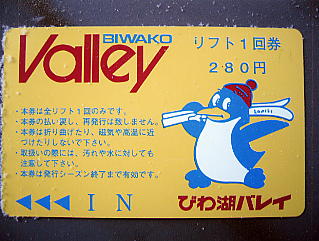 BIWAKO
Valley
リフト1回券
280円
・本券は全リフト1回のみです。
・本券の払い戻し、再発行は致しません。
・本券は折り曲げたり、磁気や高温に近
づけたりしないで下さい。
・取扱いの際には、汚れや水に対しても
注意して下さい。
・本券は発行シーズン終了まで有効です。
◀◀◀ IN
びわ湖バレイ